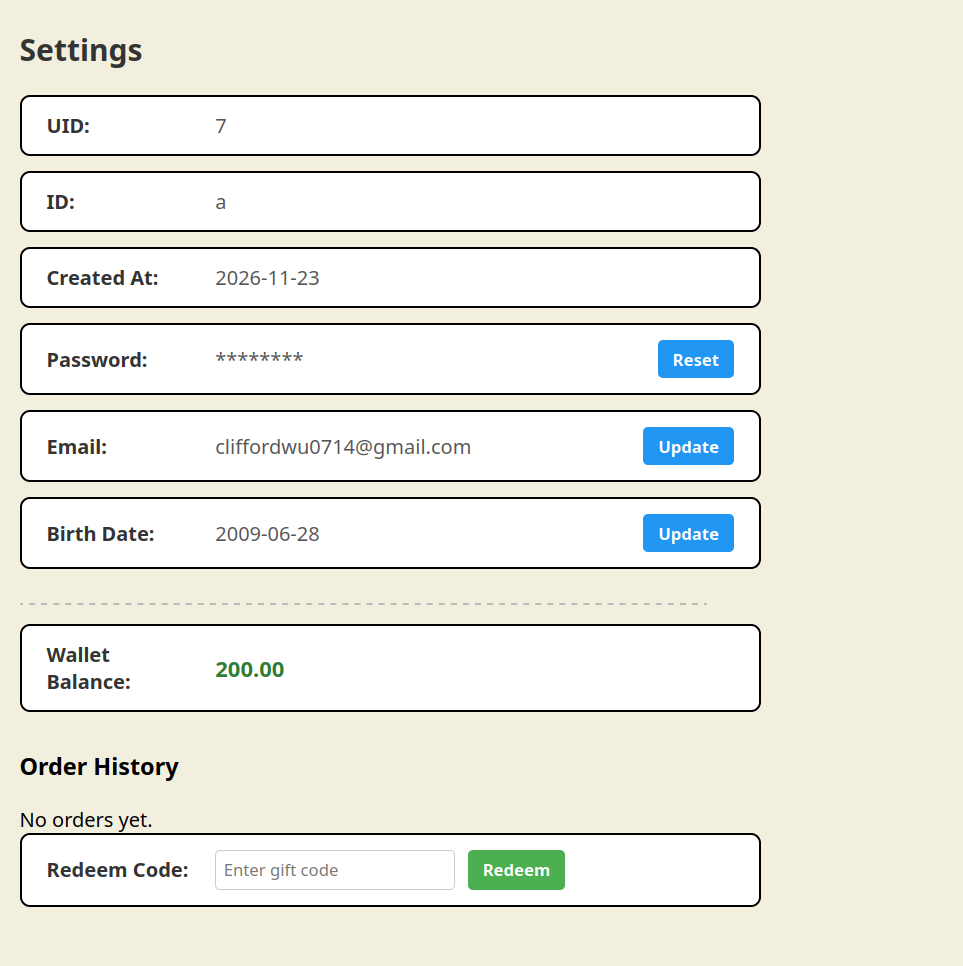 Settings
UID: 7
ID: a
Created At: 2026-11-23
Password: ******** Reset
Email: cliffordwu0714@gmail.com Update
Birth Date: 2009-06-28 Update
Wallet
Balance: 200.00
Order History
No orders yet.
Redeem Code: Enter gift code Redeem